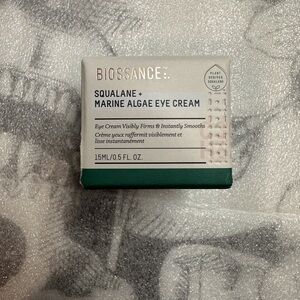 BIOSSANCE
PLANT
DERIVED
SQUALANE
SQUALANE +
MARINE ALGAE EYE CREAM
Eye Cream Visibly Firms & Instantly Smooths
Crème yeux raffermit visiblement et
lisse instantanément
15ML/0.5 FL. OZ.